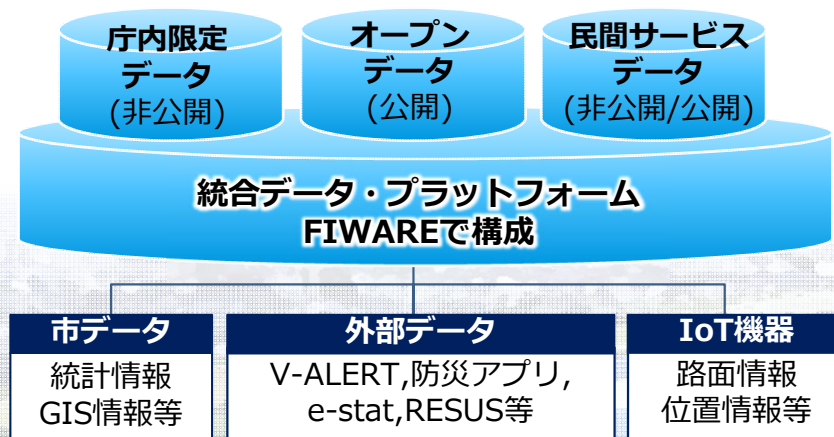 庁内限定
データ
(非公開)
オープン
データ
(公開)
民間サービス
データ
(非公開/公開)
統合データ・プラットフォーム
FIWAREで構成
市データ
統計情報
GIS情報等
外部データ
V-ALERT,防災アプリ,
e-stat,RESUS等
IoT機器
路面情報
位置情報等